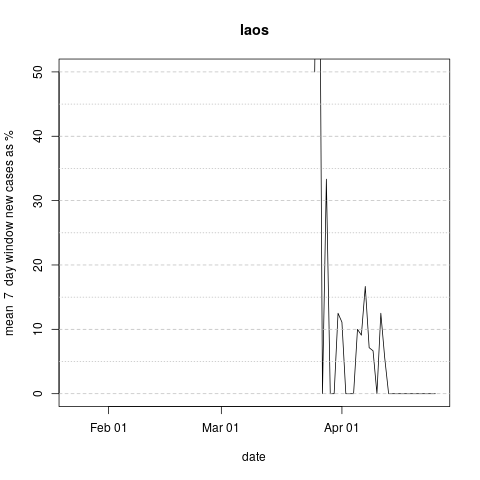 laos
mean  7  day window new cases as %
50
40
30
20
10
0
Feb 01
Mar 01
Apr 01
date